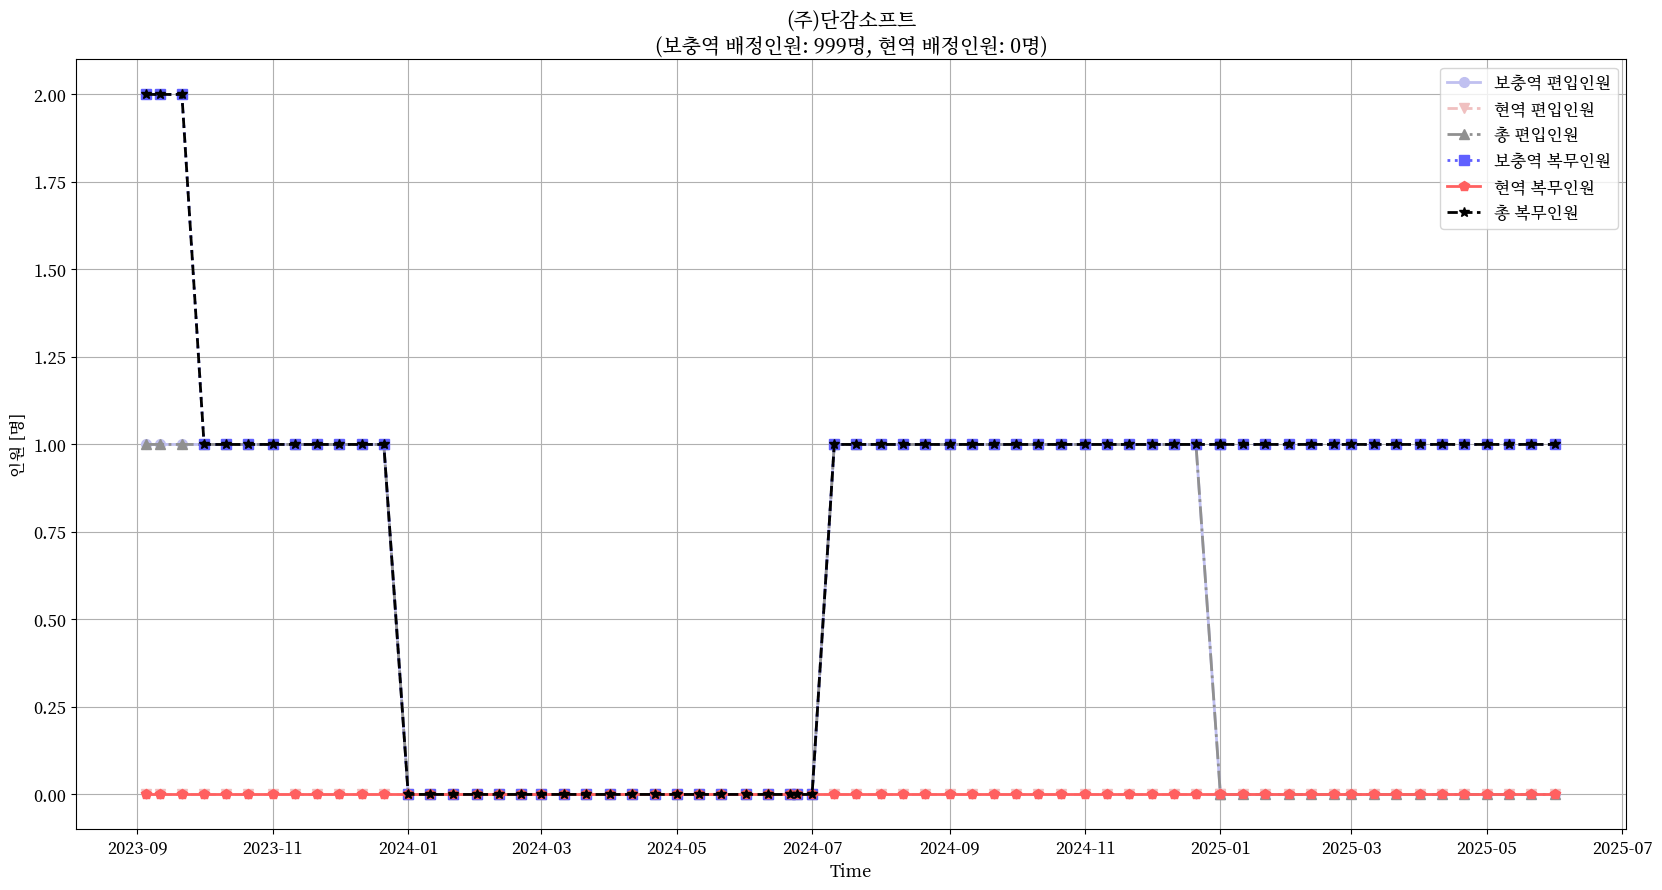 (주)단감소프트
(보충역 배정인원: 999명, 현역 배정인원: 0명)
보충역 편입인원
현역 편입인원
총 편입인원
보충역 복무인원
현역 복무인원
총 복무인원
인원 [명]
2.00
1.75
1.50
1.25
1.00
0.75
0.50
0.25
0.00
2023-09
2023-11
2024-01
2024-03
2024-05
2024-07
2024-09
2024-11
2025-01
2025-03
2025-05
2025-07
Time